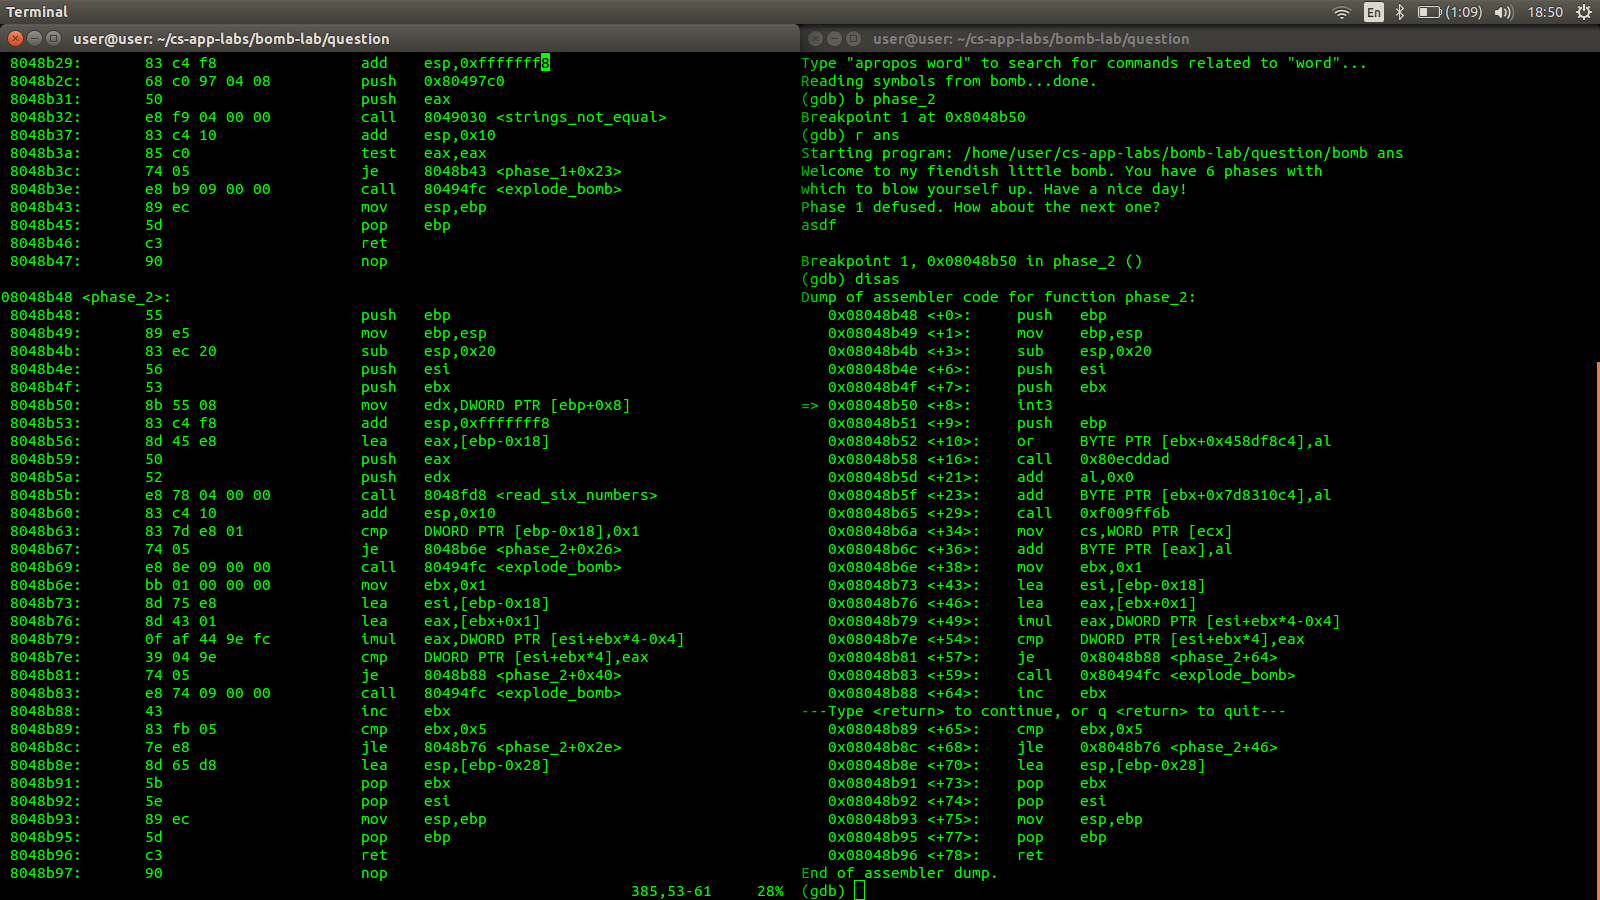 Terminal
En (1:09) 18:50
user@user: ~/cs-app-labs/bomb-lab/question
8048b29: 83 c4 f8 add esp,0xfffffff8
8048b2c: 68 c0 97 04 08 push 0x80497c0
8048b31: 50 push eax
8048b32: e8 f9 04 00 00 call 8049030 <strings_not_equal>
8048b37: 83 c4 10 add esp,0x10
8048b3a: 85 c0 test eax,eax
8048b3c: 74 05 je 8048b43 <phase_1+0x23>
8048b3e: e8 b9 09 00 00 call 80494fc <explode_bomb>
8048b43: 89 ec mov esp,ebp
8048b45: 5d pop ebp
8048b46: c3 ret
8048b47: 90 nop
08048b48 <phase_2>:
8048b48: 55 push ebp
8048b49: 89 e5 mov ebp,esp
8048b4b: 83 ec 20 sub esp,0x20
8048b4e: 56 push esi
8048b4f: 53 push ebx
8048b50: 8b 55 08 mov edx,DWORD PTR [ebp+0x8]
8048b53: 83 c4 f8 add esp,0xfffffff8
8048b56: 8d 45 e8 lea eax,[ebp-0x18]
8048b59: 50 push eax
8048b5a: 52 push edx
8048b5b: e8 78 04 00 00 call 8048fd8 <read_six_numbers>
8048b60: 83 c4 10 add esp,0x10
8048b63: 83 7d e8 01 cmp DWORD PTR [ebp-0x18],0x1
8048b67: 74 05 je 8048b6e <phase_2+0x26>
8048b69: e8 8e 09 00 00 call 80494fc <explode_bomb>
8048b6e: bb 01 00 00 00 mov ebx,0x1
8048b73: 8d 75 e8 lea esi,[ebp-0x18]
8048b76: 8d 43 01 lea eax,[ebx+0x1]
8048b79: 0f af 44 9e fc imul eax,DWORD PTR [esi+ebx*4-0x4]
8048b7e: 39 04 9e cmp DWORD PTR [esi+ebx*4],eax
8048b81: 74 05 je 8048b88 <phase_2+0x40>
8048b83: e8 74 09 00 00 call 80494fc <explode_bomb>
8048b88: 43 inc ebx
8048b89: 83 fb 05 cmp ebx,0x5
8048b8c: 7e e8 jle 8048b76 <phase_2+0x2e>
8048b8e: 8d 65 d8 lea esp,[ebp-0x28]
8048b91: 5b pop ebx
8048b92: 5e pop esi
8048b93: 89 ec mov esp,ebp
8048b95: 5d pop ebp
8048b96: c3 ret
8048b97: 90 nop
385,53-61 28%
user@user: ~/cs-app-labs/bomb-lab/question
Type "apropos word" to search for commands related to "word"...
Reading symbols from bomb...done.
(gdb) b phase_2
Breakpoint 1 at 0x8048b50
(gdb) r ans
Starting program: /home/user/cs-app-labs/bomb-lab/question/bomb ans
Welcome to my fiendish little bomb. You have 6 phases with
which to blow yourself up. Have a nice day!
Phase 1 defused. How about the next one?
asdf
Breakpoint 1, 0x08048b50 in phase_2 ()
(gdb) disas
Dump of assembler code for function phase_2:
0x08048b48 <+0>: push ebp
0x08048b49 <+1>: mov ebp,esp
0x08048b4b <+3>: sub esp,0x20
0x08048b4e <+6>: push esi
0x08048b4f <+7>: push ebx
=> 0x08048b50 <+8>: int3
0x08048b51 <+9>: push ebp
0x08048b52 <+10>: or BYTE PTR [ebx+0x458df8c4],al
0x08048b58 <+16>: call 0x80ecddad
0x08048b5d <+21>: add al,0x0
0x08048b5f <+23>: add BYTE PTR [ebx+0x7d8310c4],al
0x08048b65 <+29>: call 0xf009ff6b
0x08048b6a <+34>: mov cs,WORD PTR [ecx]
0x08048b6c <+36>: add BYTE PTR [eax],al
0x08048b6e <+38>: mov ebx,0x1
0x08048b73 <+43>: lea esi,[ebp-0x18]
0x08048b76 <+46>: lea eax,[ebx+0x1]
0x08048b79 <+49>: imul eax,DWORD PTR [esi+ebx*4-0x4]
0x08048b7e <+54>: cmp DWORD PTR [esi+ebx*4],eax
0x08048b81 <+57>: je 0x8048b88 <phase_2+64>
0x08048b83 <+59>: call 0x80494fc <explode_bomb>
0x08048b88 <+64>: inc ebx
---Type <return> to continue, or q <return> to quit---
0x08048b89 <+65>: cmp ebx,0x5
0x08048b8c <+68>: jle 0x8048b76 <phase_2+46>
0x08048b8e <+70>: lea esp,[ebp-0x28]
0x08048b91 <+73>: pop ebx
0x08048b92 <+74>: pop esi
0x08048b93 <+75>: mov esp,ebp
0x08048b95 <+77>: pop ebp
0x08048b96 <+78>: ret
End of assembler dump.
(gdb)